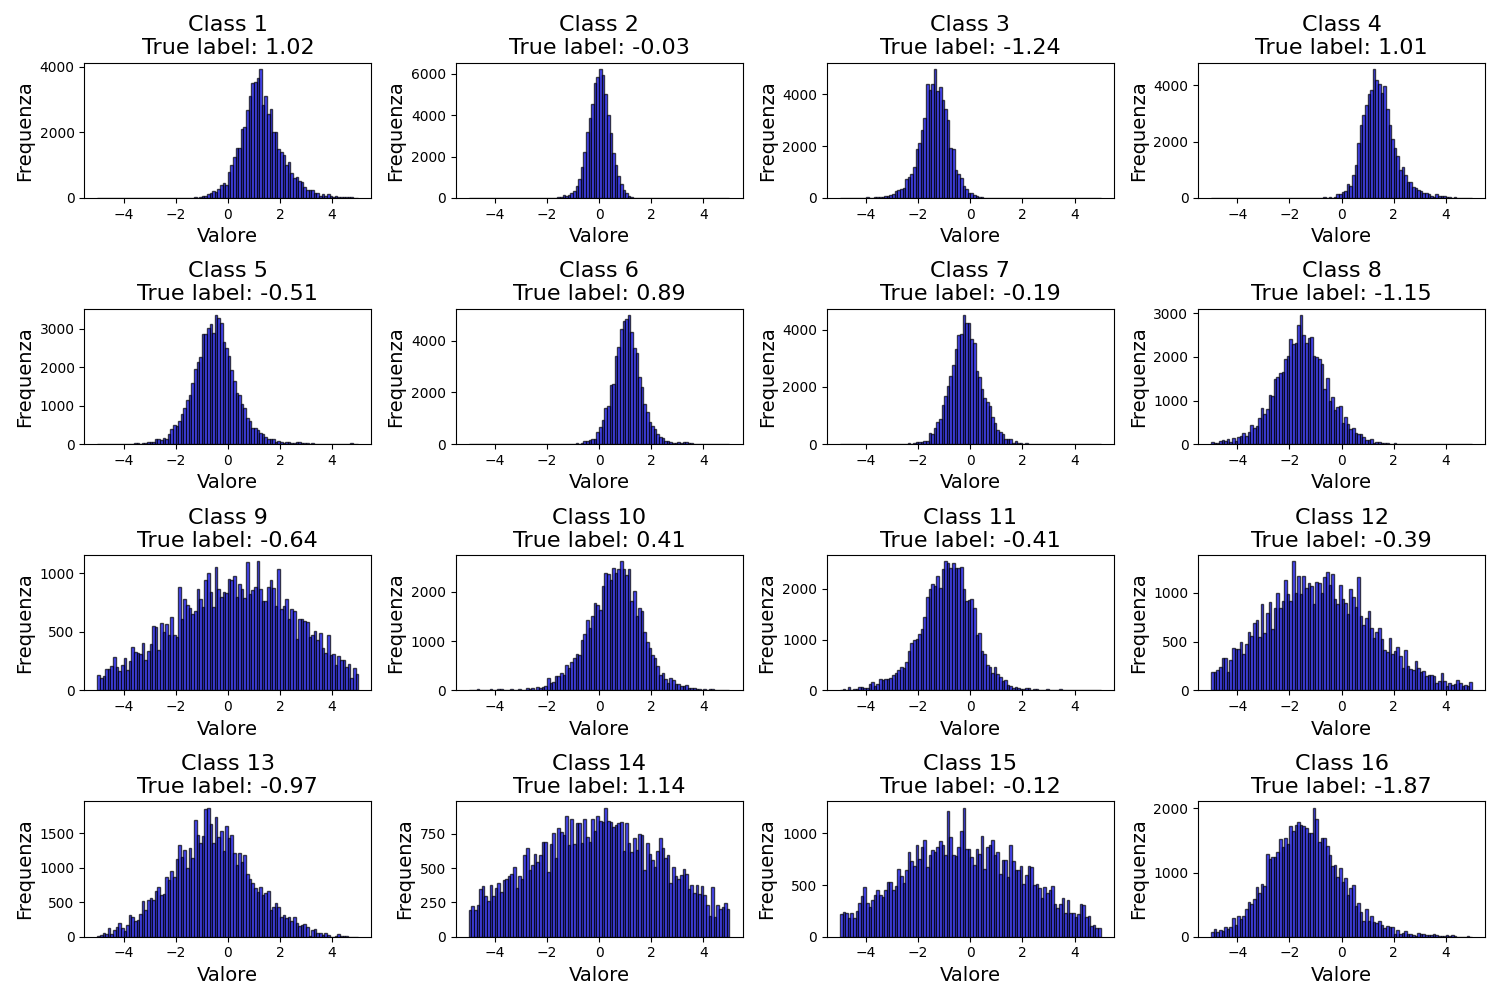 Class 1
True label: 1.02
Class 2
True label: -0.03
Class 3
True label: -1.24
Class 4
True label: 1.01
Frequenza
4000
2000
0
−4 −2 0 2 4
Valore
Frequenza
6000
4000
2000
0
−4 −2 0 2 4
Valore
Frequenza
4000
2000
0
−4 −2 0 2 4
Valore
Frequenza
4000
2000
0
−4 −2 0 2 4
Valore
Class 5
True label: -0.51
Class 6
True label: 0.89
Class 7
True label: -0.19
Class 8
True label: -1.15
Frequenza
3000
2000
1000
0
−4 −2 0 2 4
Valore
Frequenza
4000
2000
0
−4 −2 0 2 4
Valore
Frequenza
4000
2000
0
−4 −2 0 2 4
Valore
Frequenza
3000
2000
1000
0
−4 −2 0 2 4
Valore
Class 9
True label: -0.64
Class 10
True label: 0.41
Class 11
True label: -0.41
Class 12
True label: -0.39
Frequenza
1000
500
0
−4 −2 0 2 4
Valore
Frequenza
2000
1000
0
−4 −2 0 2 4
Valore
Frequenza
2000
1000
0
−4 −2 0 2 4
Valore
Frequenza
1000
500
0
−4 −2 0 2 4
Valore
Class 13
True label: -0.97
Class 14
True label: 1.14
Class 15
True label: -0.12
Class 16
True label: -1.87
Frequenza
1500
1000
500
0
−4 −2 0 2 4
Valore
Frequenza
750
500
250
0
−4 −2 0 2 4
Valore
Frequenza
1000
500
0
−4 −2 0 2 4
Valore
Frequenza
2000
1000
0
−4 −2 0 2 4
Valore